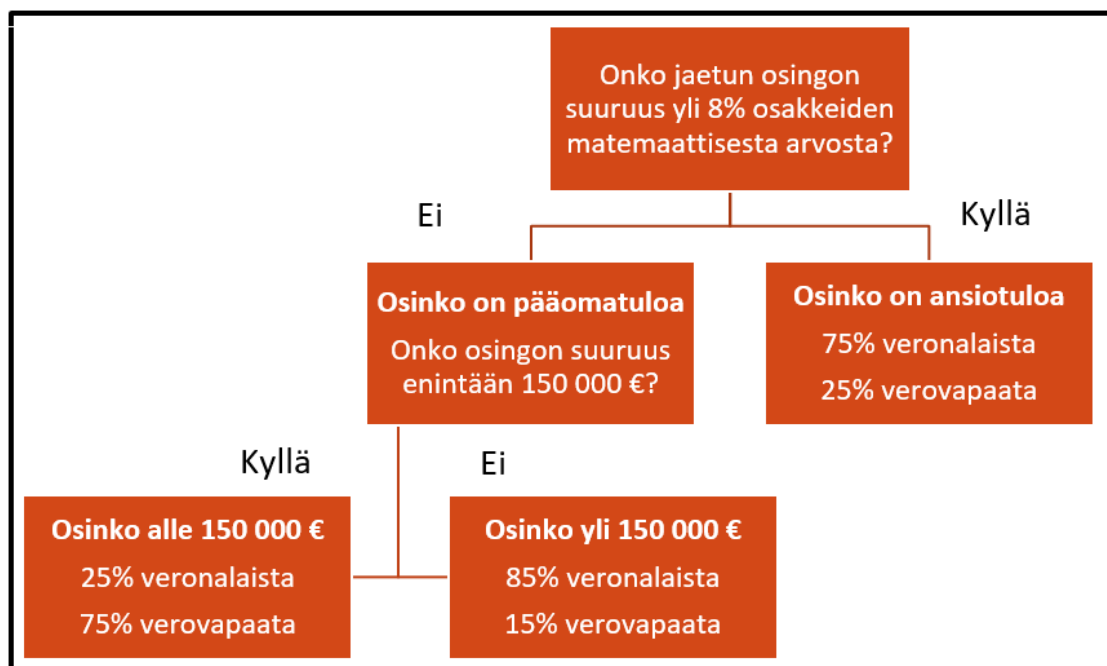 Onko jaetun osingon
suuruus yli 8% osakkeiden
matemaattisesta arvosta?
Ei
Kyllä
Osinko on pääomatuloa
Onko osingon suuruus
enintään 150 000 €?
Osinko on ansiotuloa
75% veronalaista
25% verovapaata
Kyllä
Ei
Osinko alle 150 000 €
25% veronalaista
75% verovapaata
Osinko yli 150 000 €
85% veronalaista
15% verovapaata